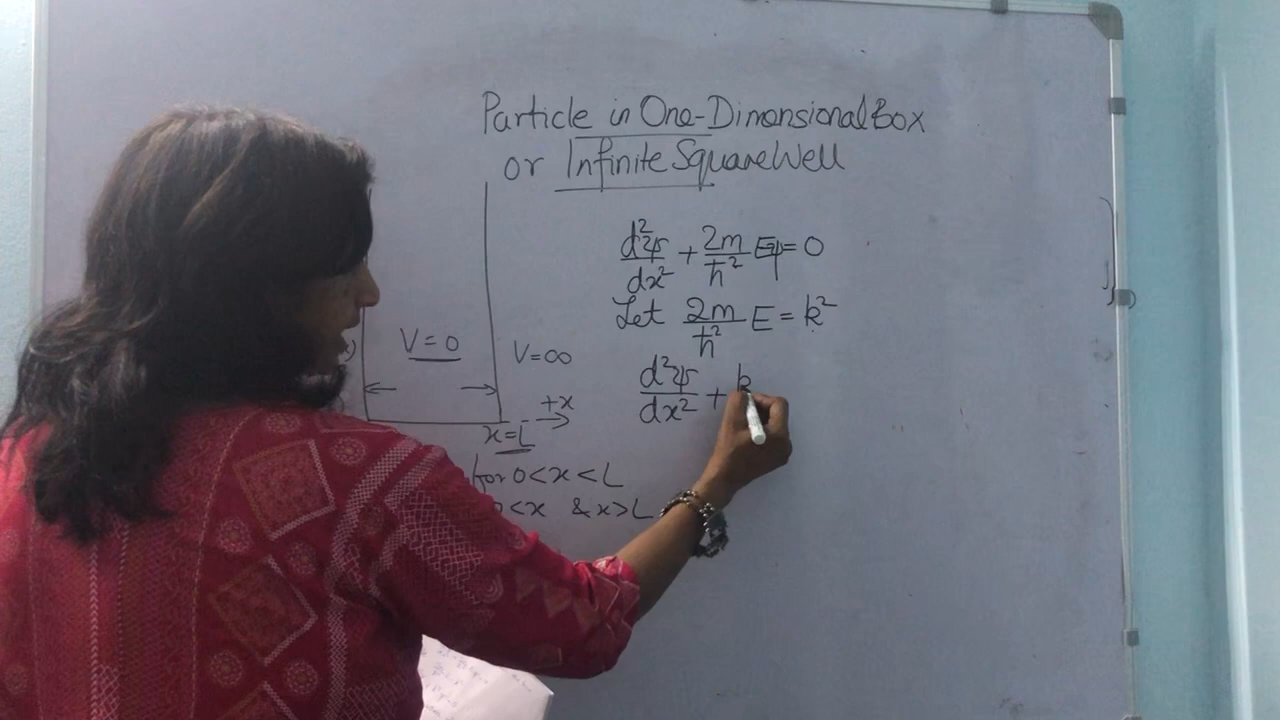 Particle in One-Dimensional Box
or Infinite Square Well
d²ψ/dx² + 2m/ħ² Eψ = 0
Let 2m/ħ² E = k²
d²ψ/dx² + k
V = 0
V = ∞
+x
x = L
for 0 < x < L
< x & x > L